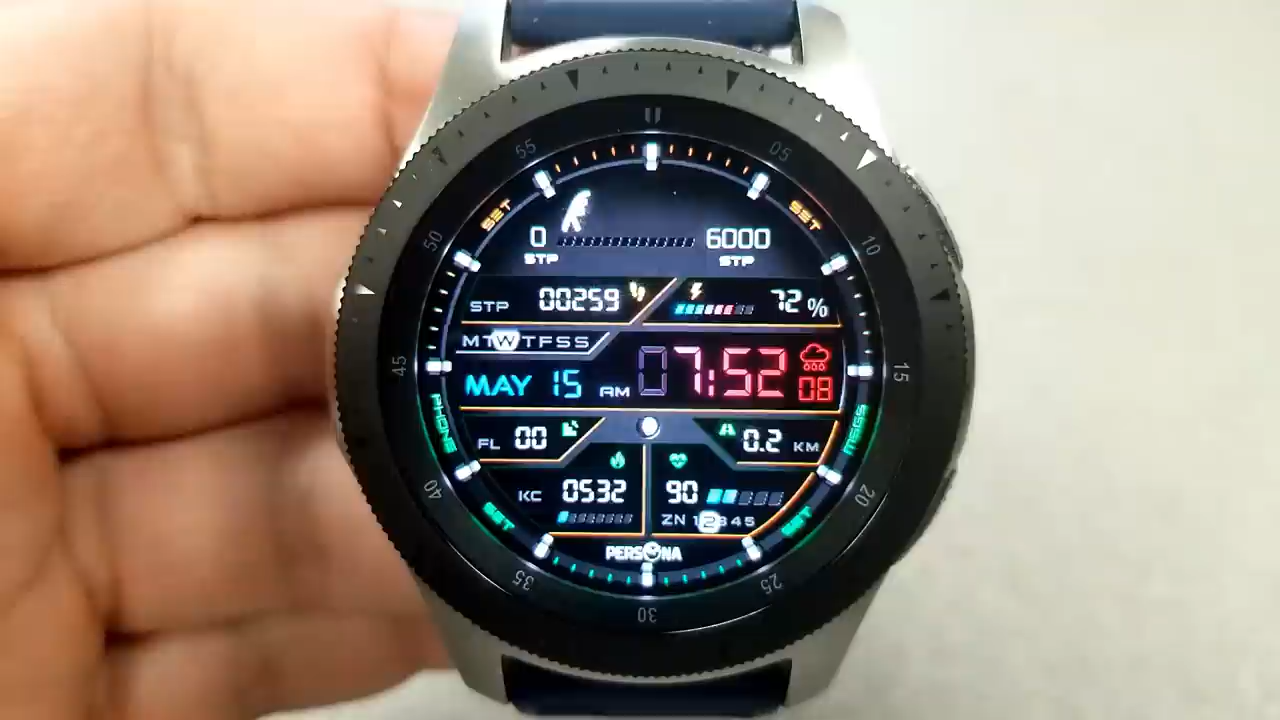 55 05
SET SET
50 10
0 6000
STP STP
STP 00259 72 %
MTWTFSS
MAY 15 AM 07:52 08
45 15
PHONE MSGS
FL 00 0.2 KM
KC 0532 90
ZN 12345
40 20
SET SET
PERSONA
35 25
30